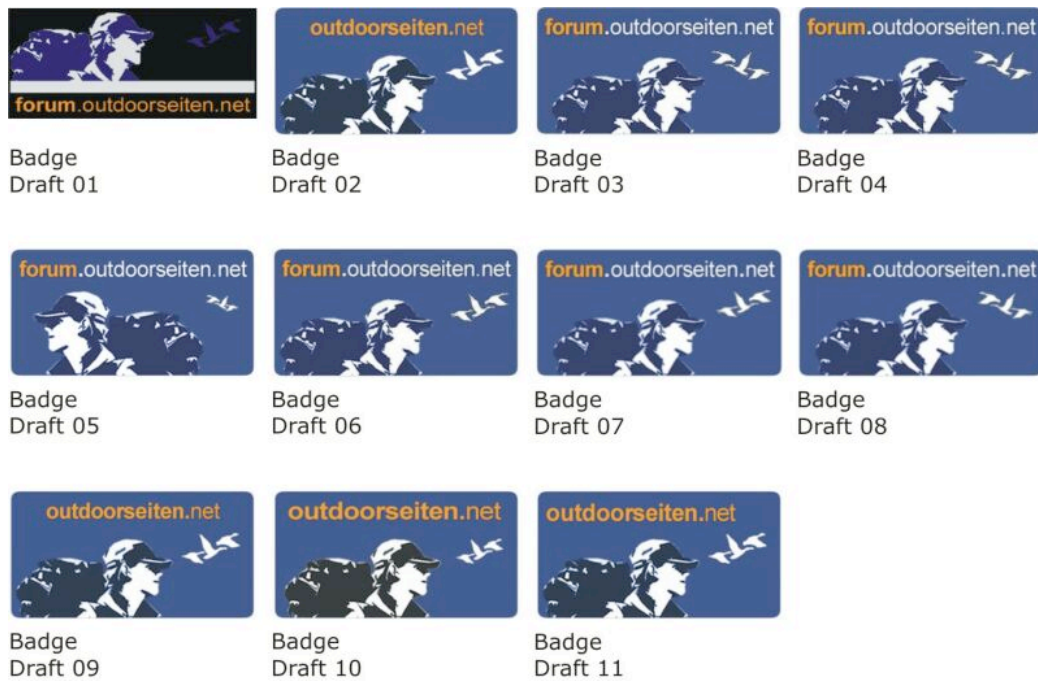 forum.outdoorseiten.net
Badge
Draft 01
outdoorseiten.net
Badge
Draft 02
forum.outdoorseiten.net
Badge
Draft 03
forum.outdoorseiten.net
Badge
Draft 04
forum.outdoorseiten.net
Badge
Draft 05
forum.outdoorseiten.net
Badge
Draft 06
forum.outdoorseiten.net
Badge
Draft 07
forum.outdoorseiten.net
Badge
Draft 08
outdoorseiten.net
Badge
Draft 09
outdoorseiten.net
Badge
Draft 10
outdoorseiten.net
Badge
Draft 11